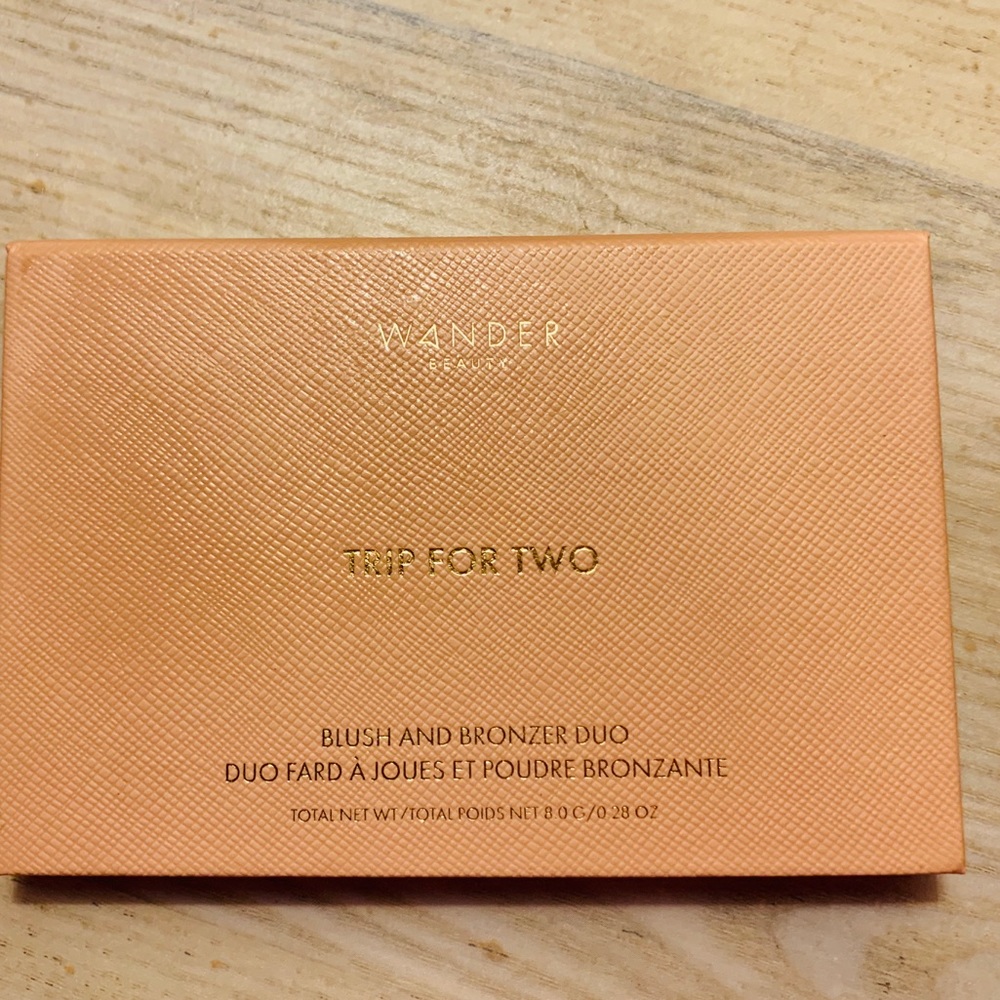 WANDER
BEAUTY
TRIP FOR TWO
BLUSH AND BRONZER DUO
DUO FARD À JOUES ET POUDRE BRONZANTE
TOTAL NET WT/TOTAL POIDS NET 8.0 G/0.28 OZ